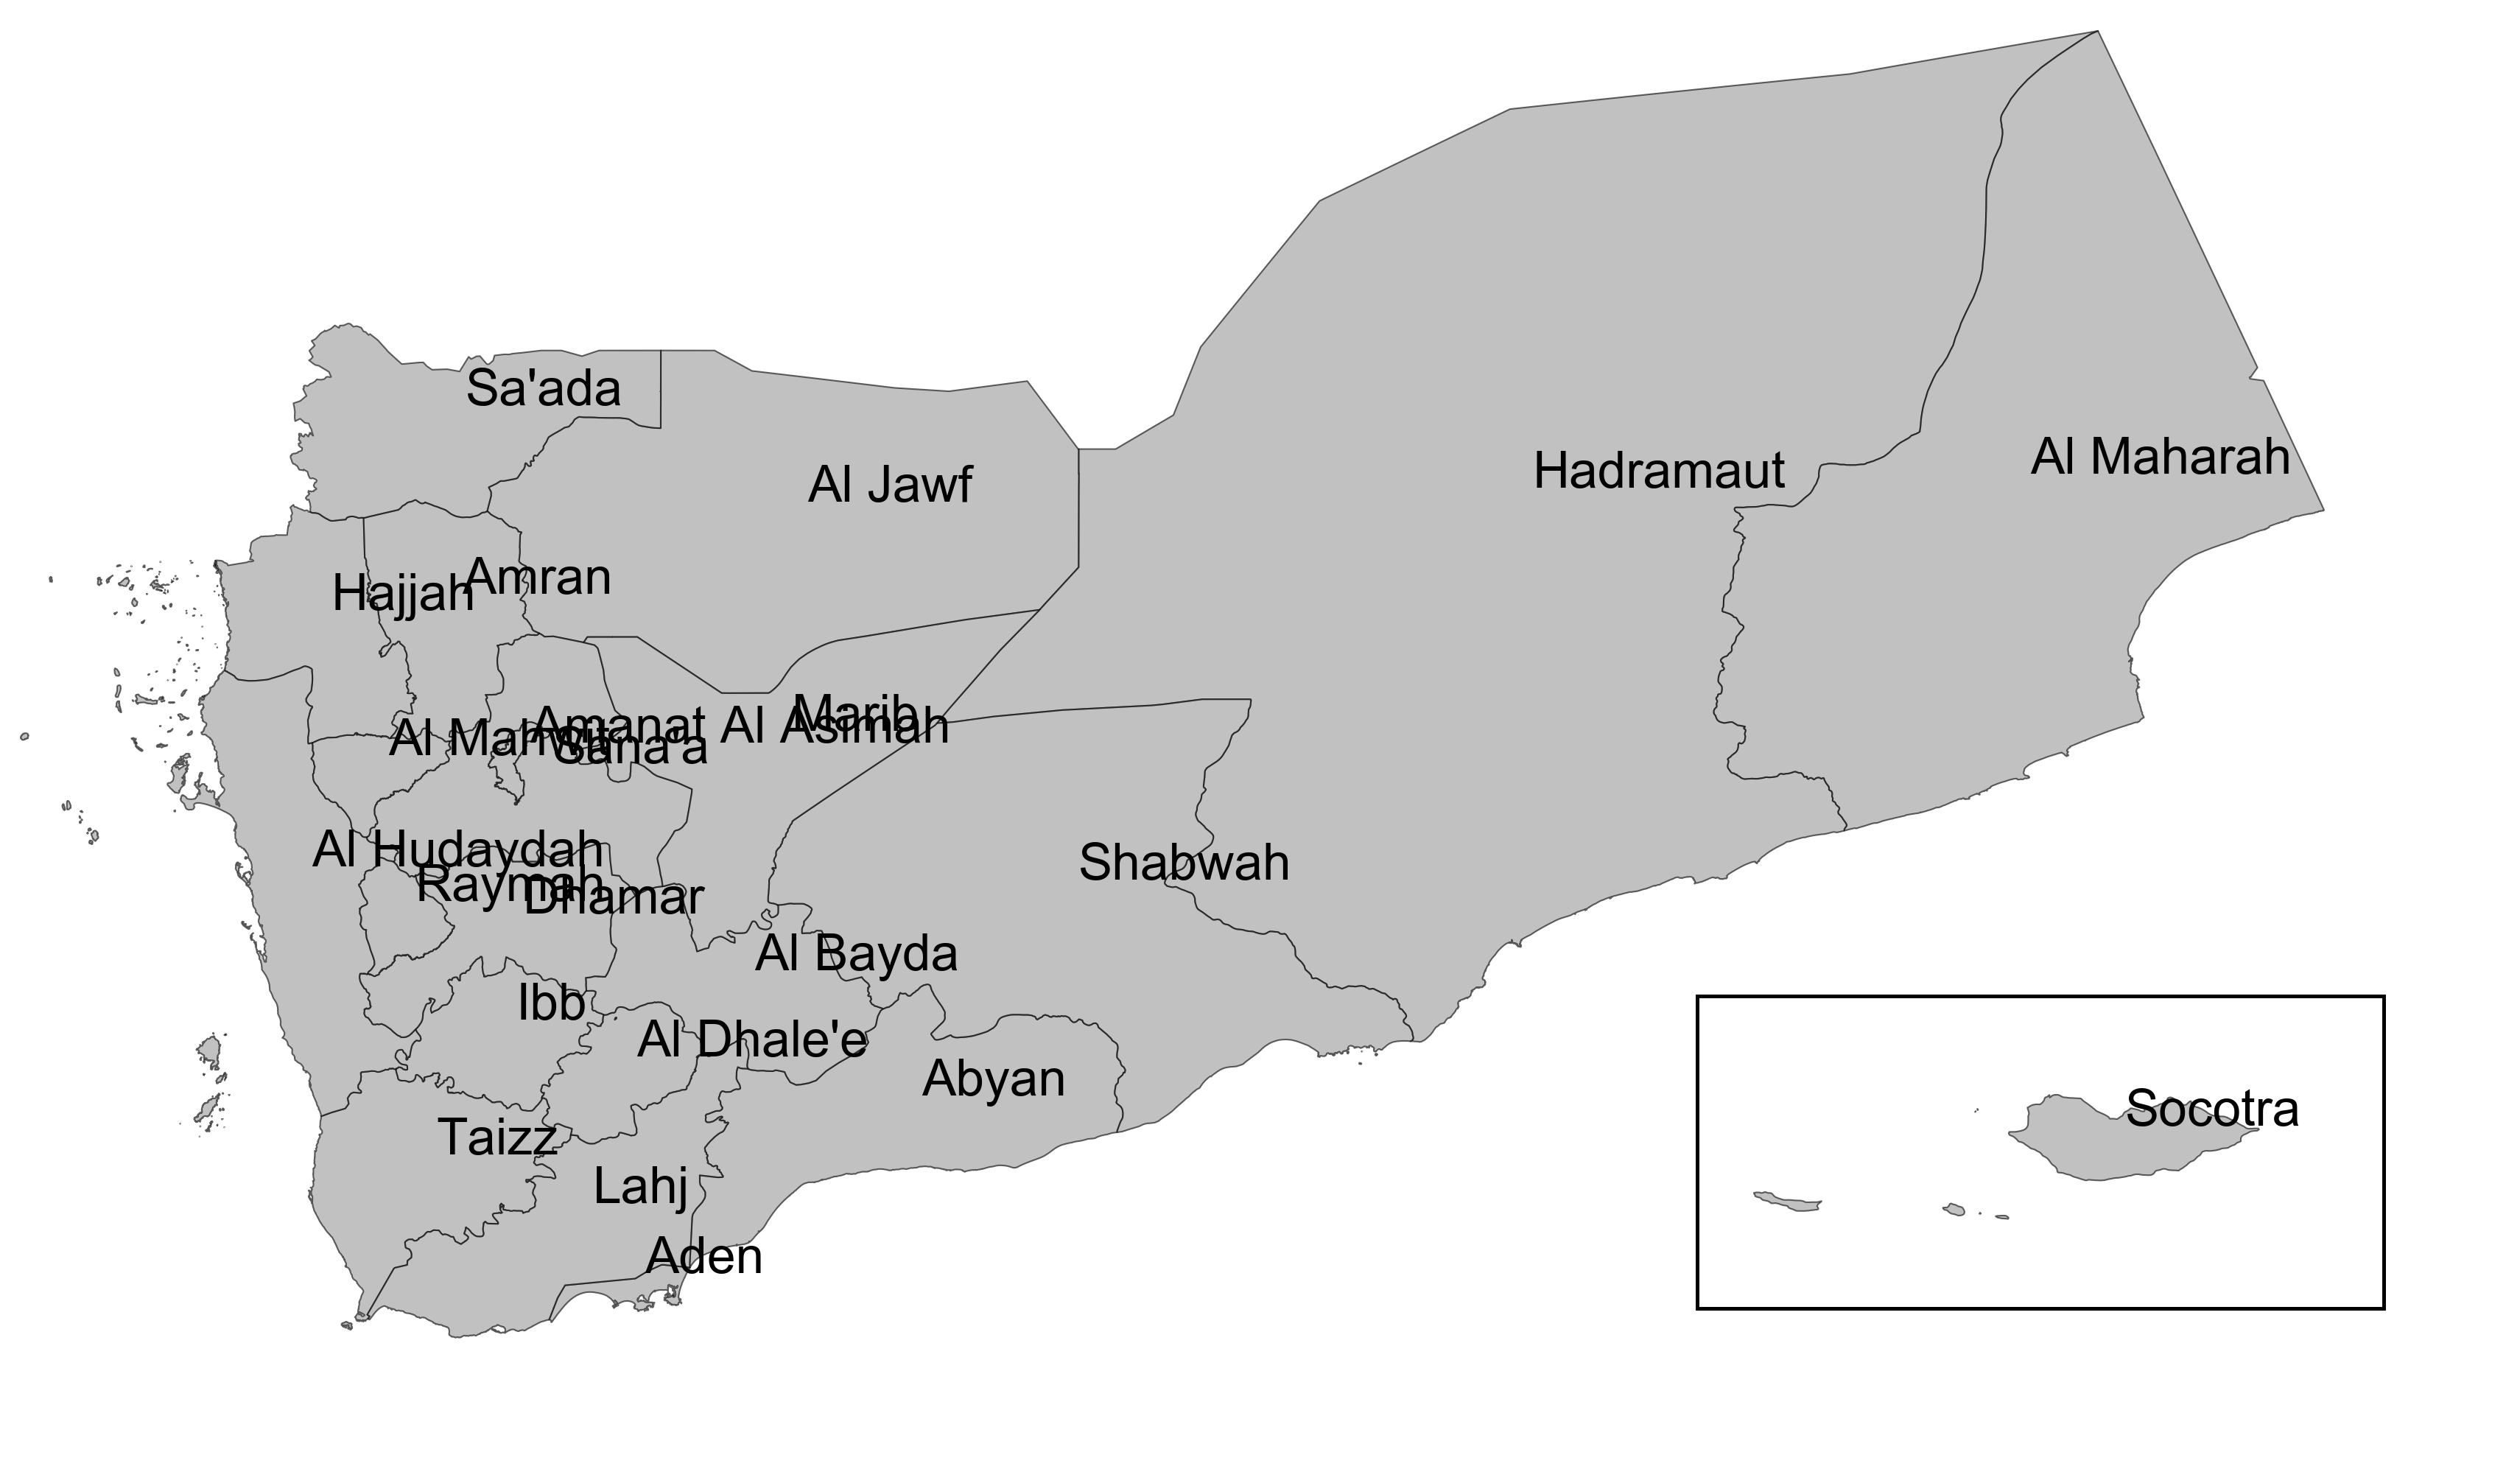 Sa'ada
Al Maharah
Hadramaut
Al Jawf
Amran
Hajjah
Marib
Amanat Al Asimah
Al Mahwit
Sana'a
Al Hudaydah
Shabwah
Raymah
Dhamar
Al Bayda
Ibb
Al Dhale'e
Abyan
Socotra
Taizz
Lahj
Aden